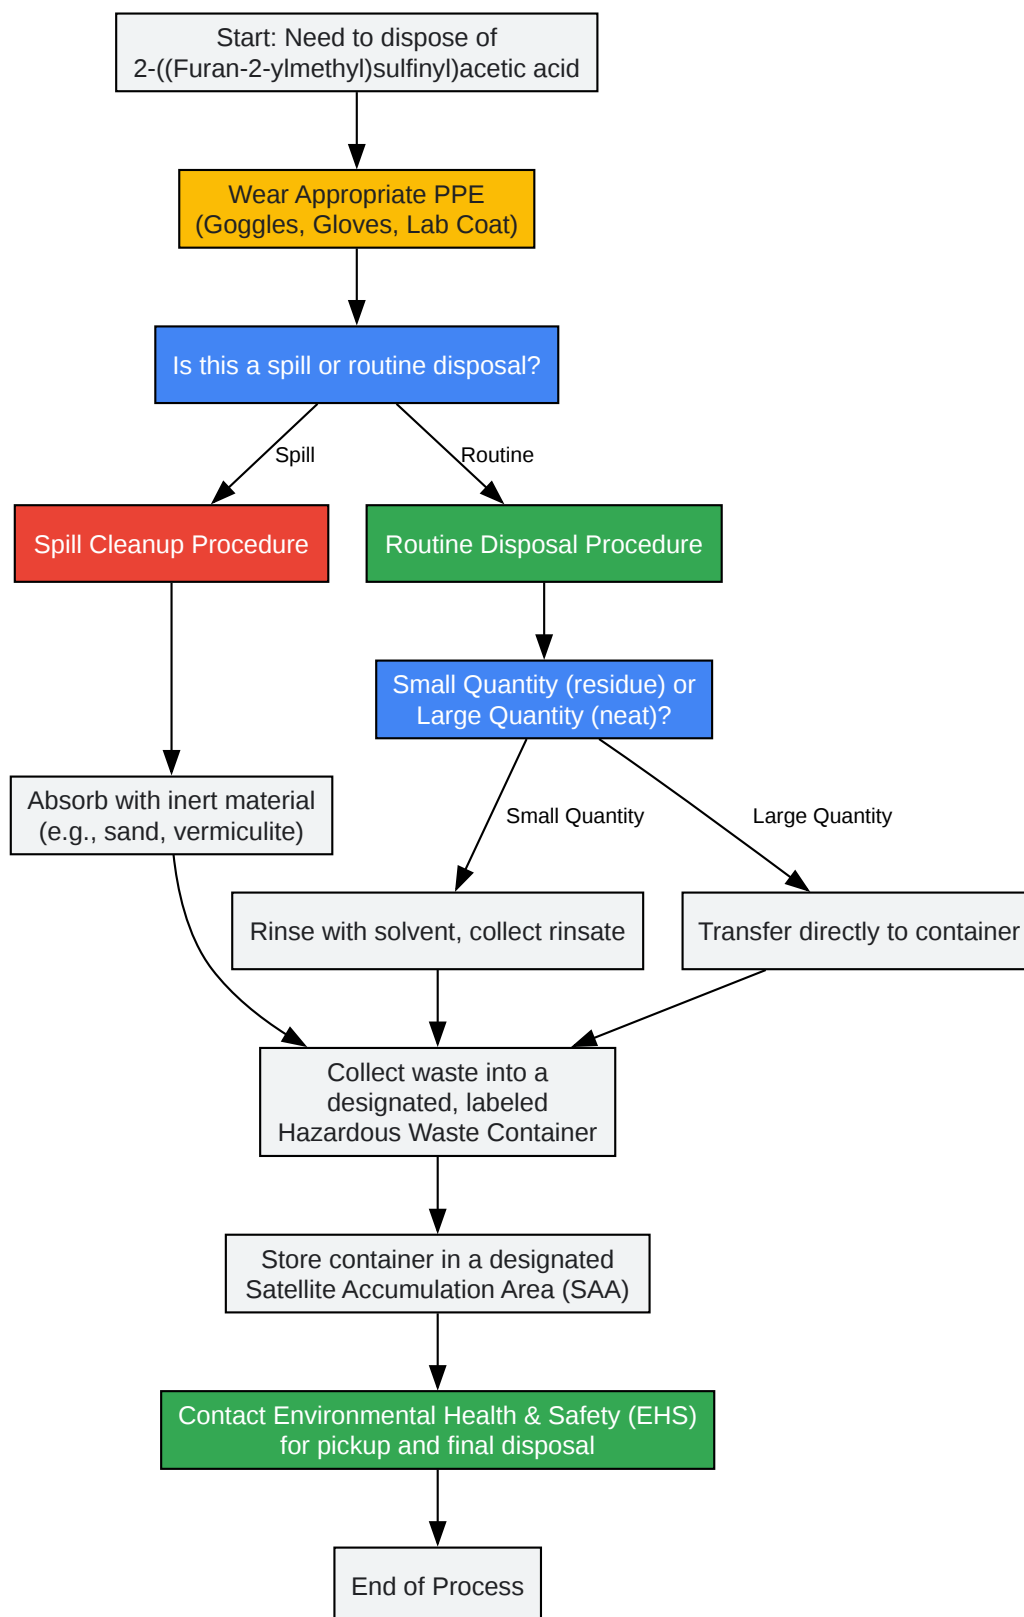 Start: Need to dispose of
2-((Furan-2-ylmethyl)sulfinyl)acetic acid
Wear Appropriate PPE
(Goggles, Gloves, Lab Coat)
Is this a spill or routine disposal?
Spill
Routine
Spill Cleanup Procedure
Routine Disposal Procedure
Small Quantity (residue) or
Large Quantity (neat)?
Absorb with inert material
(e.g., sand, vermiculite)
Small Quantity
Large Quantity
Rinse with solvent, collect rinsate
Transfer directly to container
Collect waste into a
designated, labeled
Hazardous Waste Container
Store container in a designated
Satellite Accumulation Area (SAA)
Contact Environmental Health & Safety (EHS)
for pickup and final disposal
End of Process